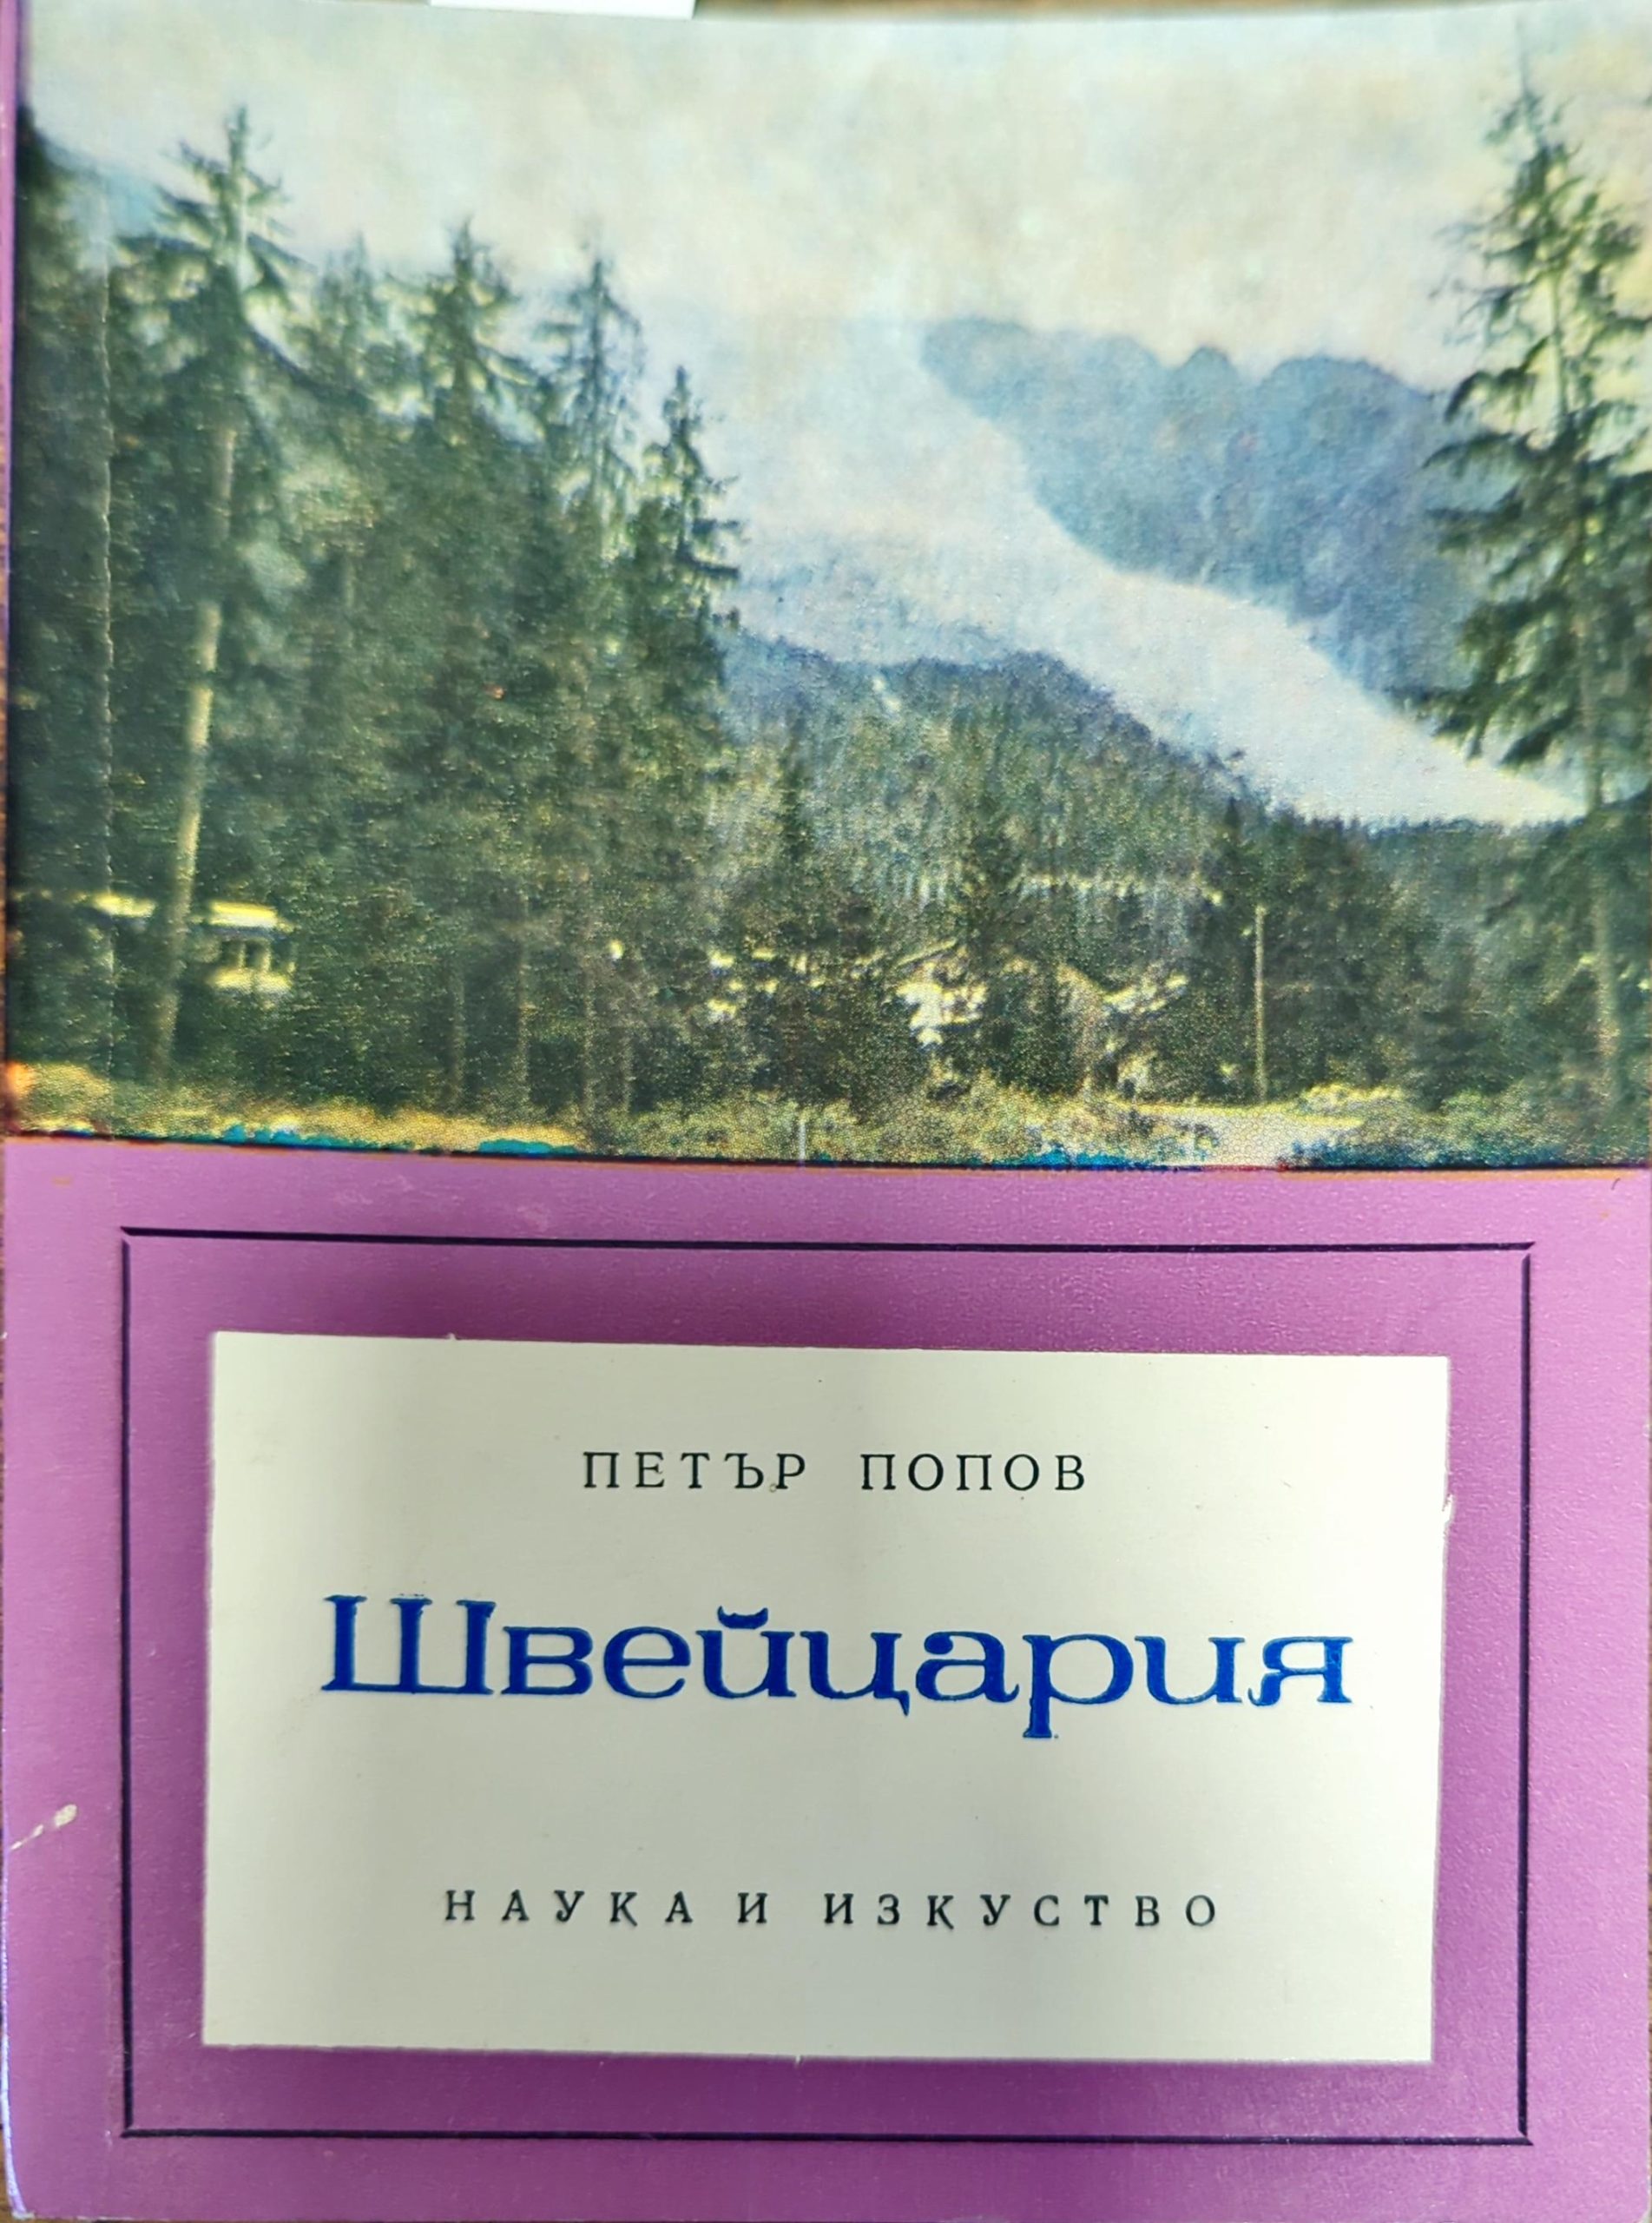 ПЕТЪР ПОПОВ
Швейцария
НАУКА И ИЗКУСТВО